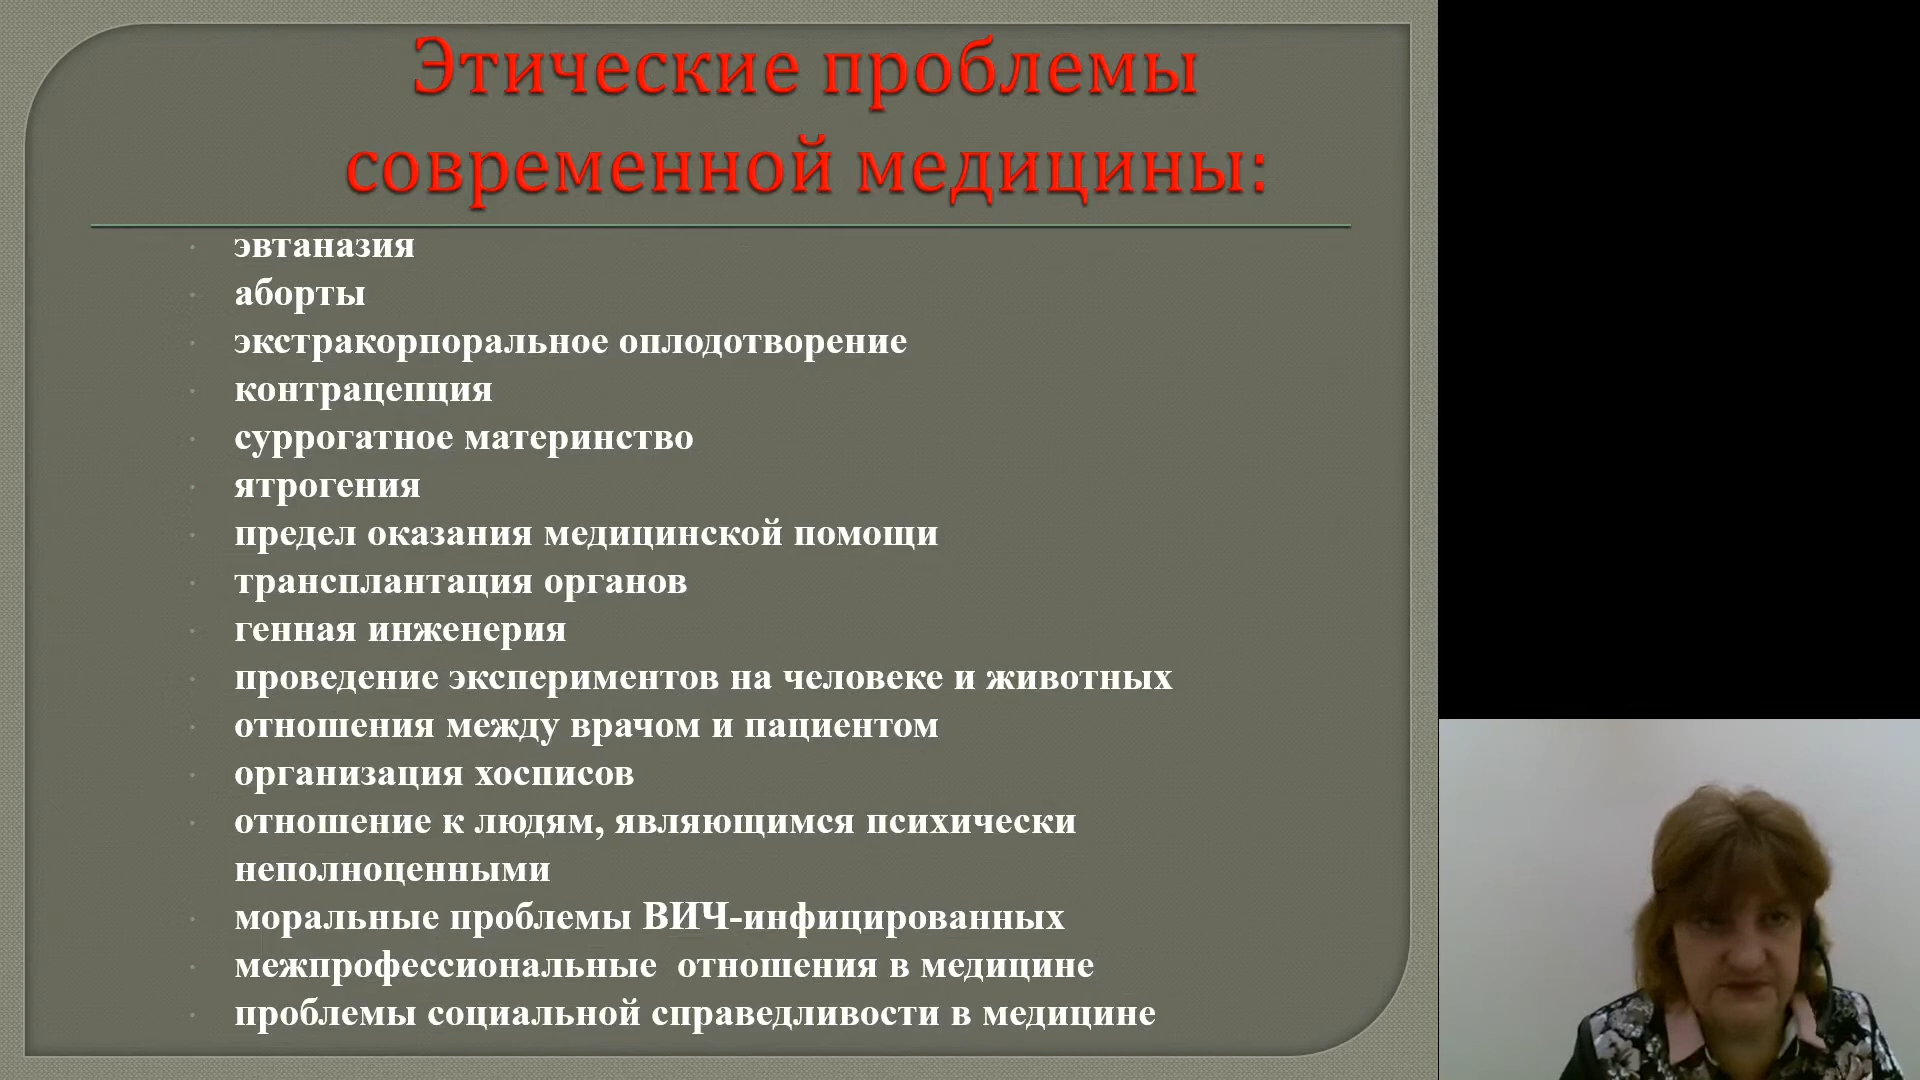 Этические проблемы
современной медицины:
эвтаназия
аборты
экстракорпоральное оплодотворение
контрацепция
суррогатное материнство
ятрогения
предел оказания медицинской помощи
трансплантация органов
генная инженерия
проведение экспериментов на человеке и животных
отношения между врачом и пациентом
организация хосписов
отношение к людям, являющимся психически
неполноценными
моральные проблемы ВИЧ-инфицированных
межпрофессиональные  отношения в медицине
проблемы социальной справедливости в медицине